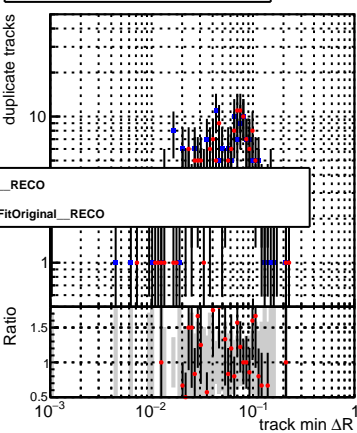 duplicate tracks
10
__RECO
FitOriginal__RECO
1
Ratio
1.5
1
0.5
10−3
10−2
10−1
1
track min ΔR